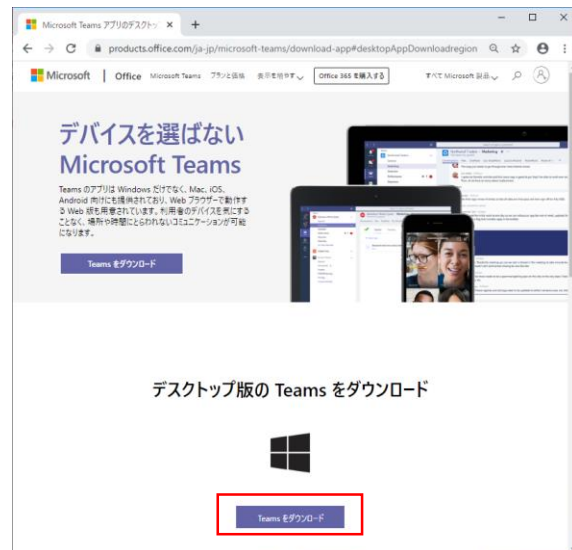 Microsoft Teams アプリのデスクトッ
products.office.com/ja-jp/microsoft-teams/download-app#desktopAppDownloadregion
Microsoft | Office Microsoft Teams プランと価格 表示を増やす Office 365 を購入する すべて Microsoft 製品
デバイスを選ばない
Microsoft Teams
Teams のアプリは Windows だけでなく、Mac、iOS、
Android 向けにも提供されており、Web ブラウザーで動作す
る Web 版も用意されています。利用者のデバイスを気にする
ことなく、場所や時間にとらわれないコミュニケーションが可能
になります。
Teams をダウンロード
デスクトップ版の Teams をダウンロード
Teams をダウンロード